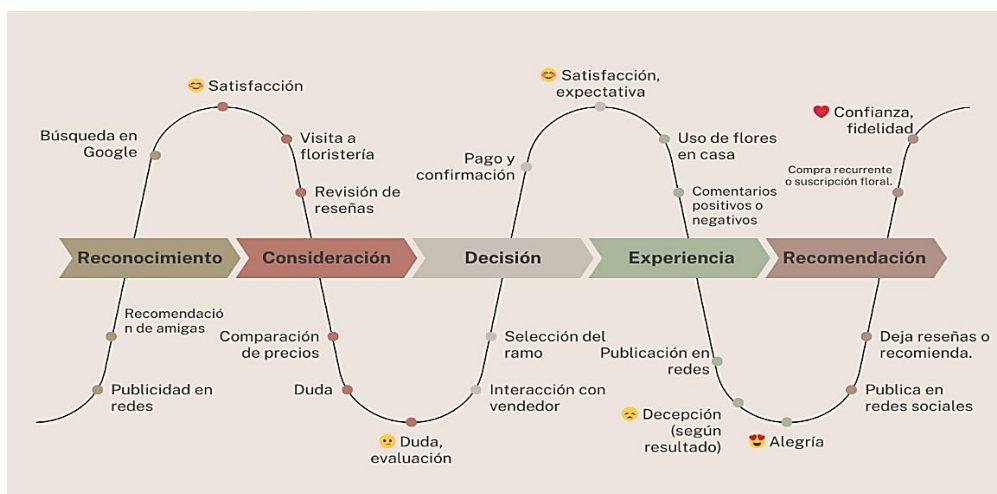 😊 Satisfacción
Búsqueda en
Google
Visita a
floristería
Revisión de
reseñas
😊 Satisfacción,
expectativa
Pago y
confirmación
Uso de flores
en casa
Comentarios
positivos o
negativos
❤️ Confianza,
fidelidad
Compra recurrente
o suscripción floral.
Reconocimiento
Consideración
Decisión
Experiencia
Recomendación
Recomendació
n de amigas
Publicidad en
redes
Comparación
de precios
Duda
🫤 Duda,
evaluación
Selección del
ramo
Interacción con
vendedor
Publicación en
redes
😞 Decepción
(según
resultado)
😍 Alegría
Deja reseñas o
recomienda.
Publica en
redes sociales